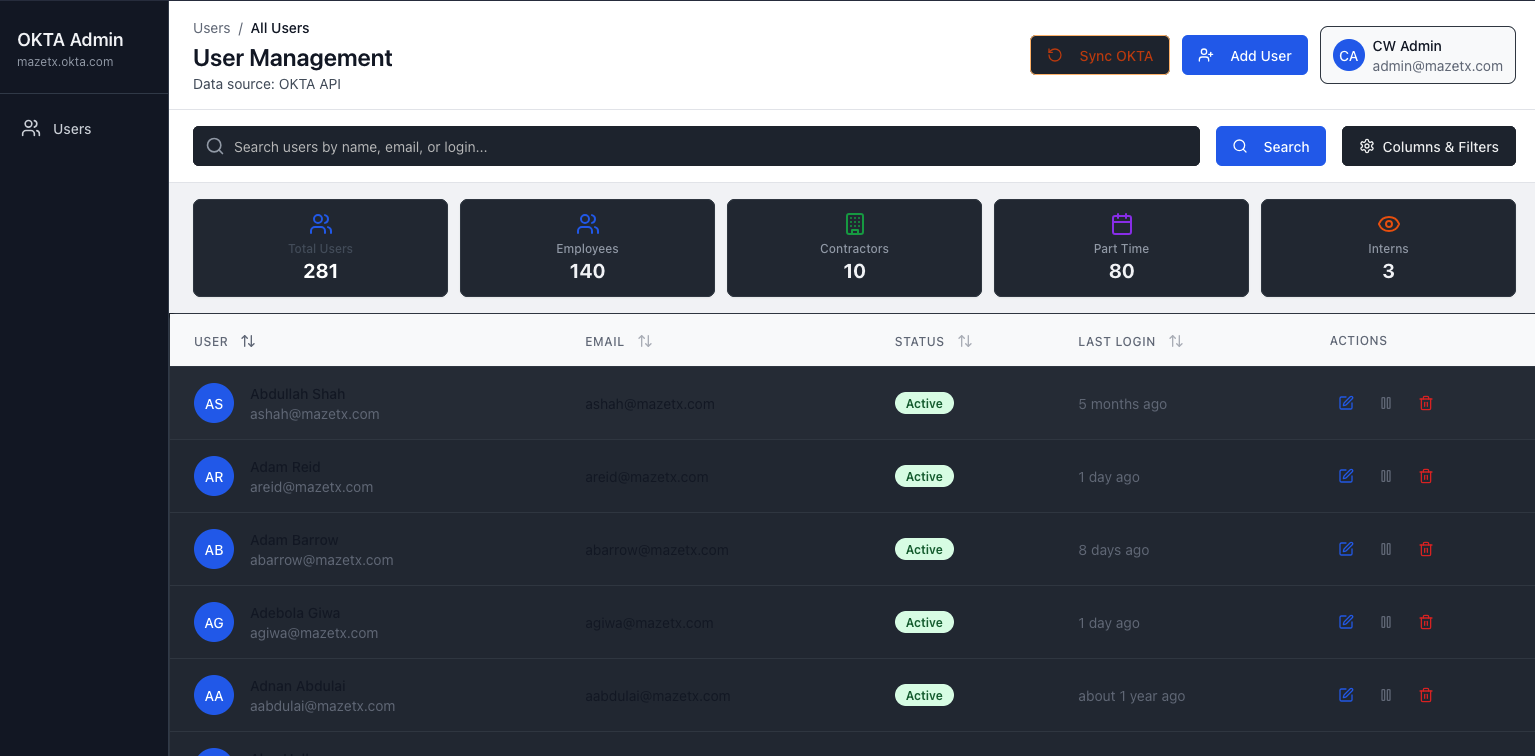 OKTA Admin
mazetx.okta.com
Users
Users / All Users
User Management
Data source: OKTA API
Sync OKTA
Add User
CA
CW Admin
admin@mazetx.com
Search users by name, email, or login...
Search
Columns & Filters
Total Users
281
Employees
140
Contractors
10
Part Time
80
Interns
3
USER EMAIL STATUS LAST LOGIN ACTIONS
AS Abdullah Shah
ashah@mazetx.com ashah@mazetx.com Active 5 months ago
AR Adam Reid
areid@mazetx.com areid@mazetx.com Active 1 day ago
AB Adam Barrow
abarrow@mazetx.com abarrow@mazetx.com Active 8 days ago
AG Adebola Giwa
agiwa@mazetx.com agiwa@mazetx.com Active 1 day ago
AA Adnan Abdulai
aabdulai@mazetx.com aabdulai@mazetx.com Active about 1 year ago